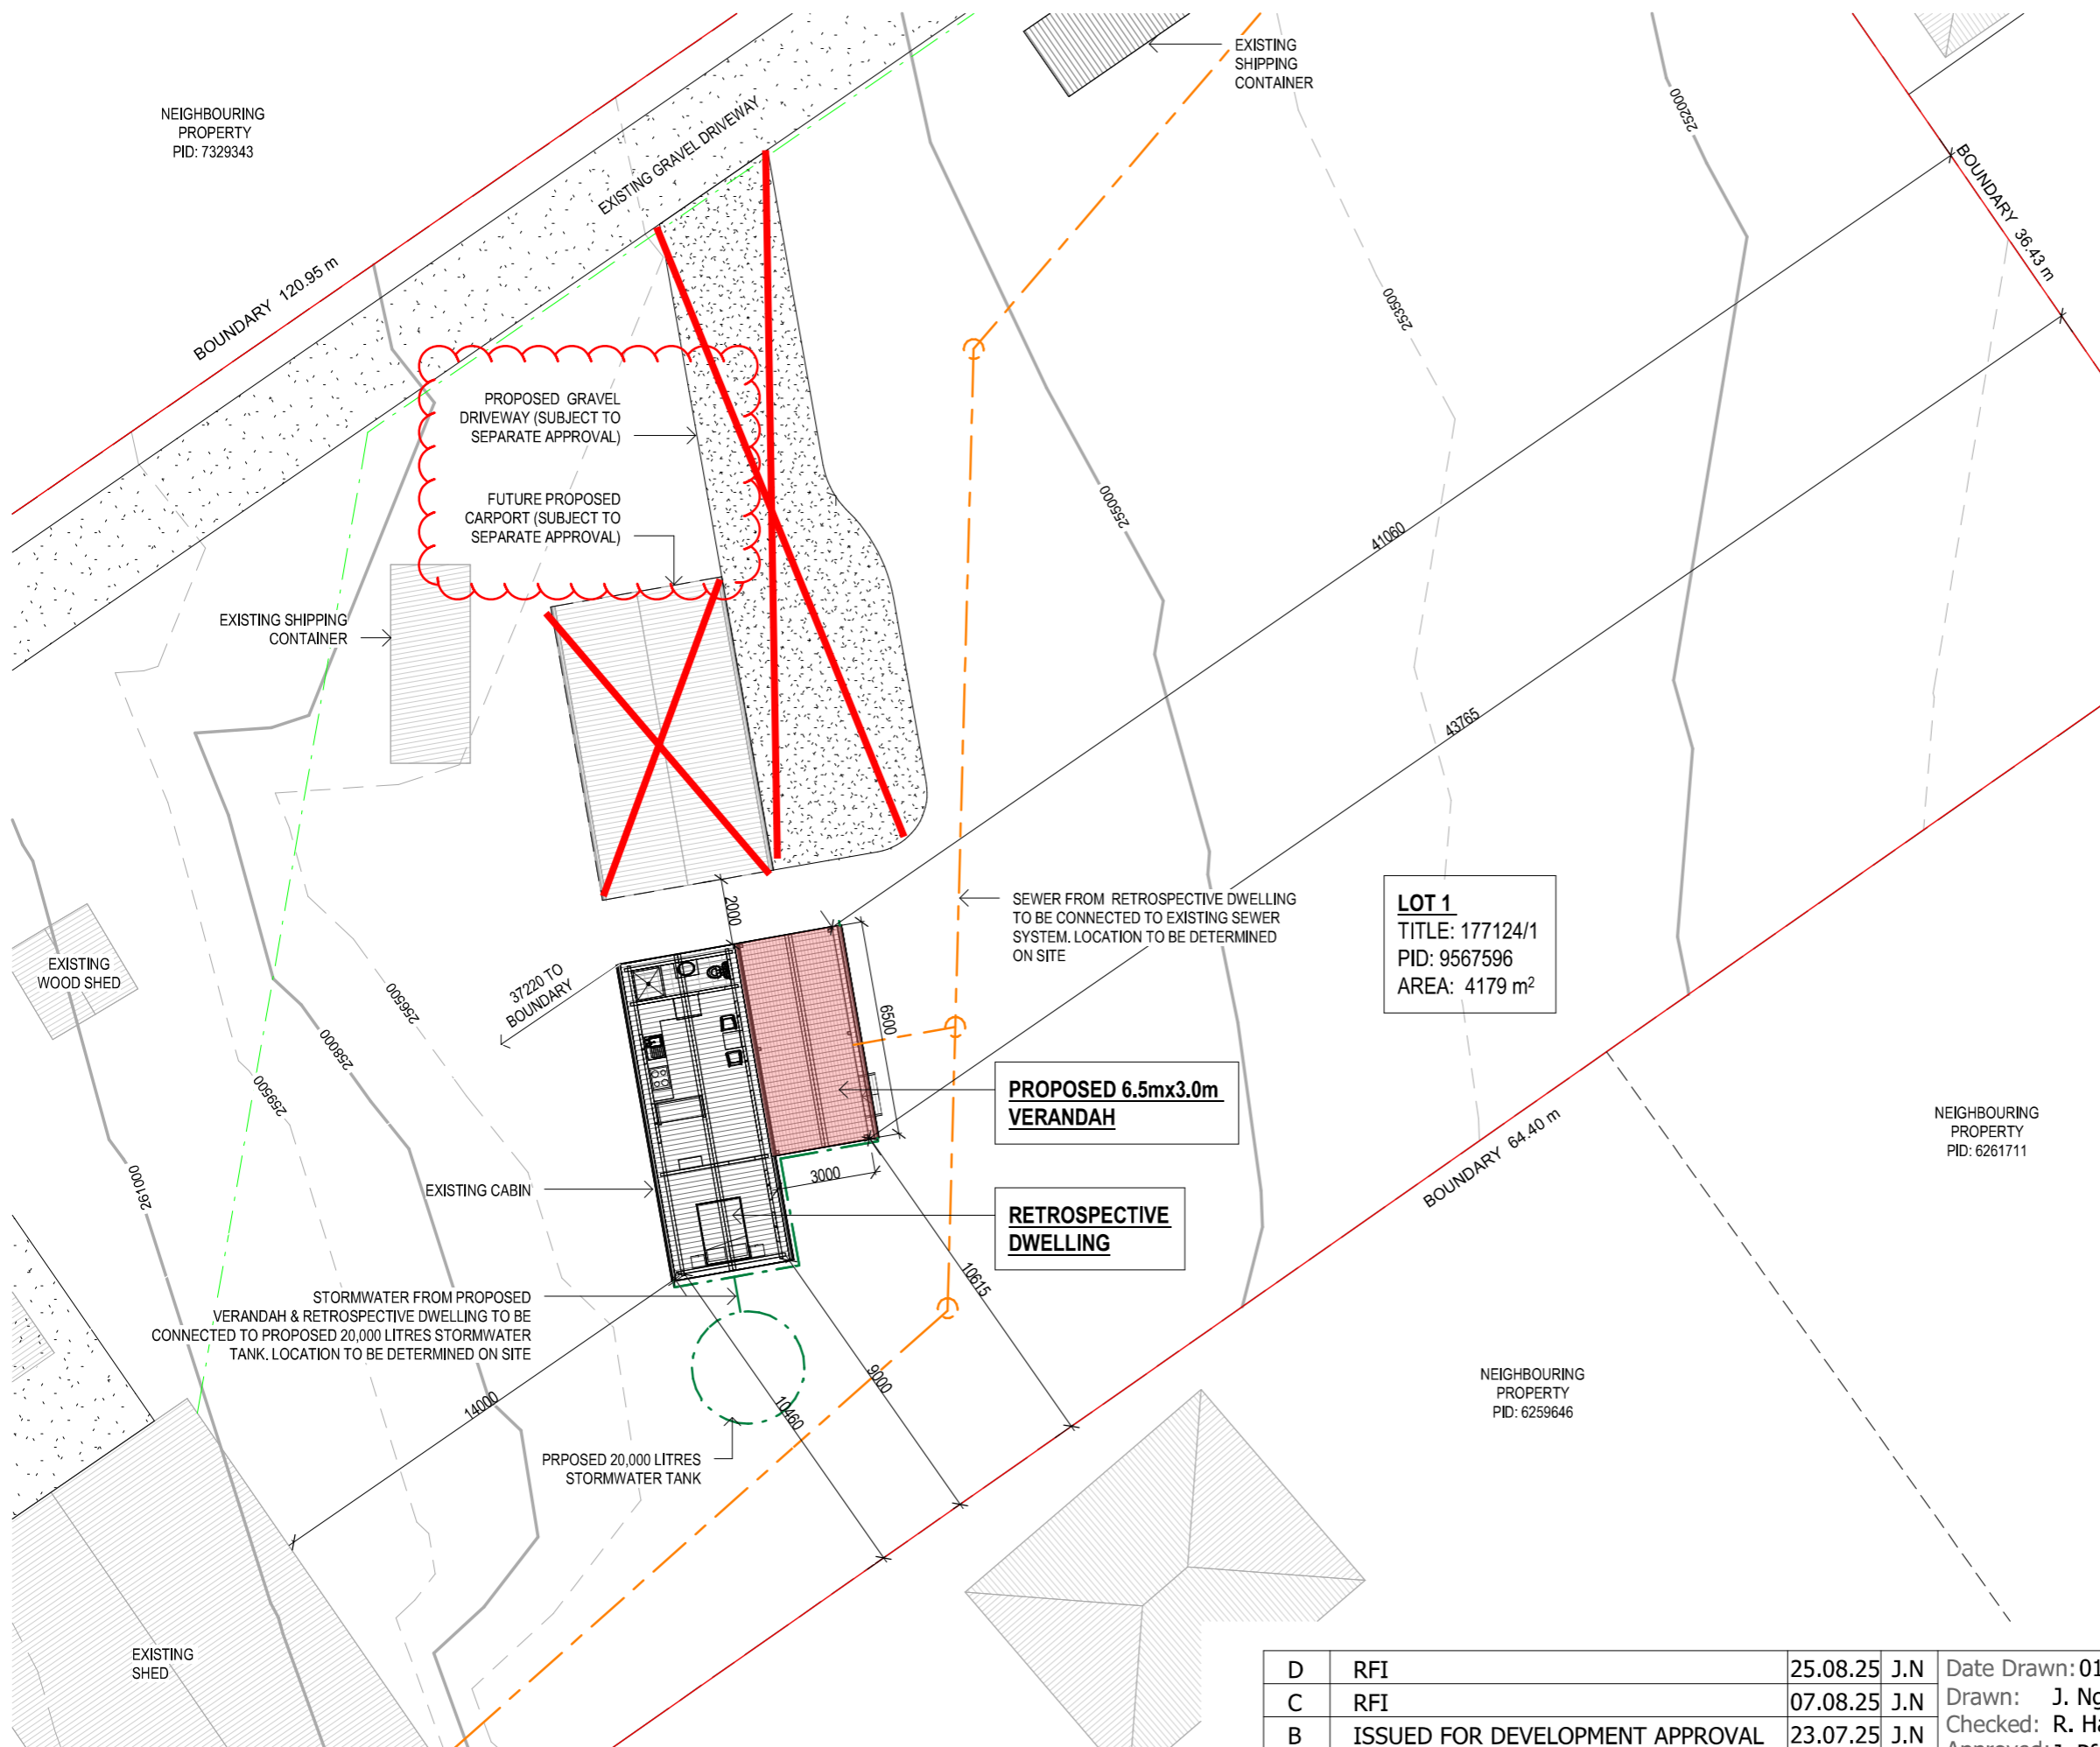 EXISTING
SHIPPING
CONTAINER
NEIGHBOURING
PROPERTY
PID: 7329343
EXISTING GRAVEL DRIVEWAY
252000
BOUNDARY 36.43 m
BOUNDARY 120.95 m
253500
PROPOSED GRAVEL
DRIVEWAY (SUBJECT TO
SEPARATE APPROVAL)
FUTURE PROPOSED
CARPORT (SUBJECT TO
SEPARATE APPROVAL)
255000
41060
EXISTING SHIPPING
CONTAINER
43765
2000
SEWER FROM RETROSPECTIVE DWELLING
TO BE CONNECTED TO EXISTING SEWER
SYSTEM. LOCATION TO BE DETERMINED
ON SITE
LOT 1
TITLE: 177124/1
PID: 9567596
AREA: 4179 m²
EXISTING
WOOD SHED
37220 TO
BOUNDARY
256500
258000
259500
261000
6500
PROPOSED 6.5mx3.0m
VERANDAH
3000
NEIGHBOURING
PROPERTY
PID: 6261711
BOUNDARY 64.40 m
EXISTING CABIN
RETROSPECTIVE
DWELLING
10615
STORMWATER FROM PROPOSED
VERANDAH & RETROSPECTIVE DWELLING TO BE
CONNECTED TO PROPOSED 20,000 LITRES STORMWATER
TANK. LOCATION TO BE DETERMINED ON SITE
14000
9000
10460
NEIGHBOURING
PROPERTY
PID: 6259646
PRPOSED 20,000 LITRES
STORMWATER TANK
EXISTING
SHED
D RFI 25.08.25 J.N Date Drawn: 01
C RFI 07.08.25 J.N Drawn: J. Ng
B ISSUED FOR DEVELOPMENT APPROVAL 23.07.25 J.N Checked: R. Ha